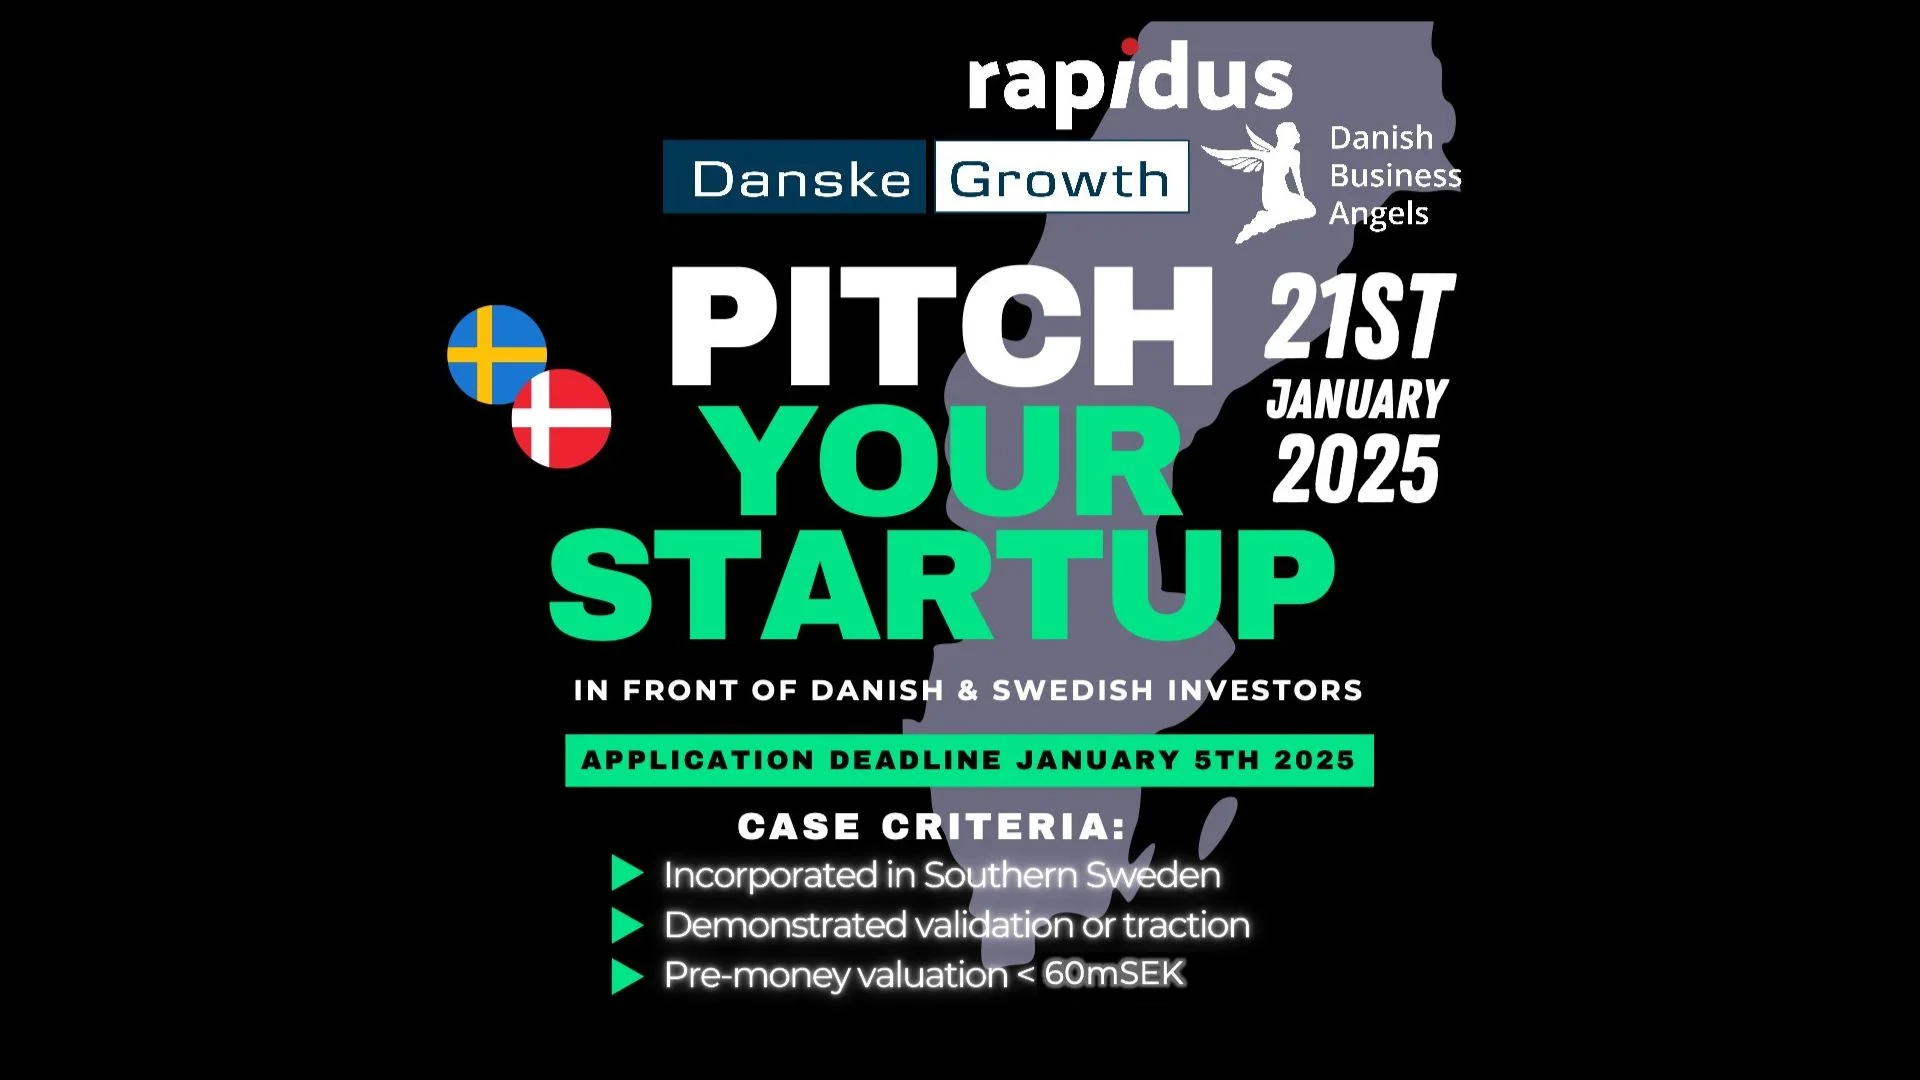 rapidus
Danske Growth
Danish
Business
Angels
PITCH
YOUR
STARTUP
21ST
JANUARY
2025
IN FRONT OF DANISH & SWEDISH INVESTORS
APPLICATION DEADLINE JANUARY 5TH 2025
CASE CRITERIA:
Incorporated in Southern Sweden
Demonstrated validation or traction
Pre-money valuation < 60mSEK